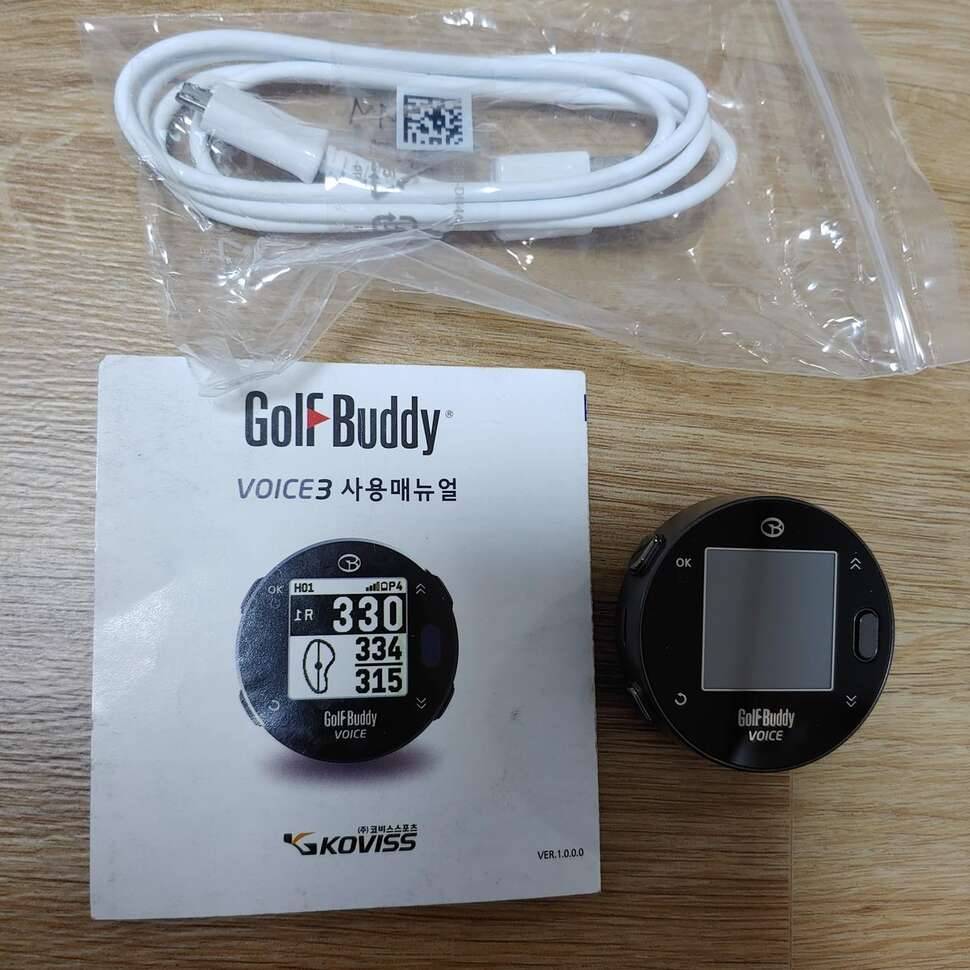 GolfBuddy®
VOICE3 사용매뉴얼
OK
H01
P4
1R 330
334
315
GolfBuddy
VOICE
(주)코비스스포츠
KOVISS
VER.1.0.0.0
OK
GolfBuddy
VOICE